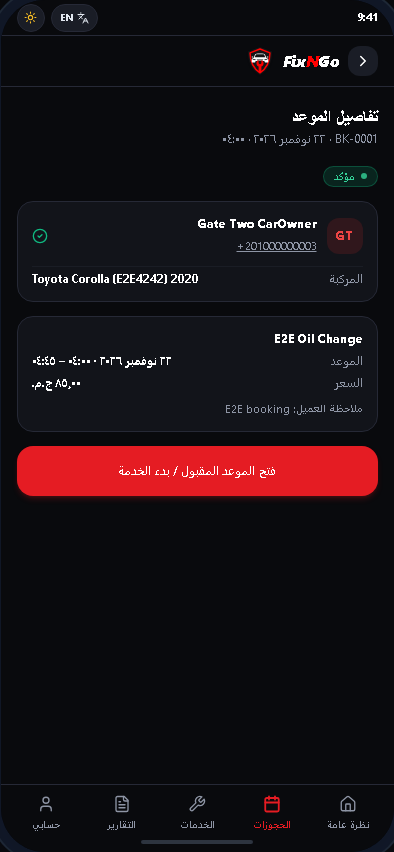 EN
9:41
FixNGo
تفاصيل الموعد
BK-0001 · ٢٢ نوفمبر ٢٠٢٦ · ٠٤:٠٠
مؤكد
GT
Gate Two CarOwner
+201000000003
المركبة
Toyota Corolla (E2E4242) 2020
E2E Oil Change
الموعد
٢٢ نوفمبر ٢٠٢٦ · ٠٤:٠٠ – ٠٤:٤٥
السعر
٨٥٫٠٠ ج.م.
ملاحظة العميل: E2E booking
فتح الموعد المقبول / بدء الخدمة
نظرة عامة
الحجوزات
الخدمات
التقارير
حسابي